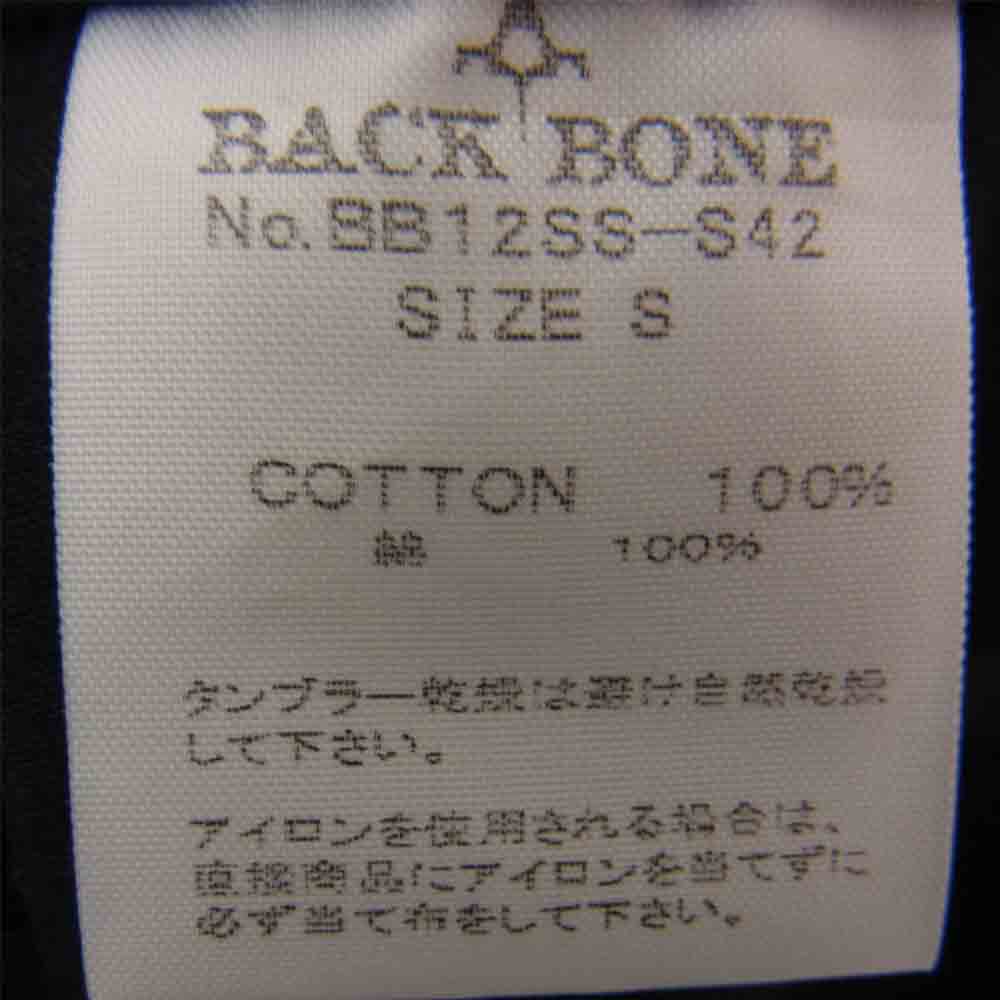 BACK BONE
No.BB12SS-S42
SIZE S
COTTON 100%
綿 100%
タンブラー乾燥は避け自然乾燥
して下さい。
アイロンを使用される場合は、
直接商品にアイロンを当てずに
必ず当て布をして下さい。